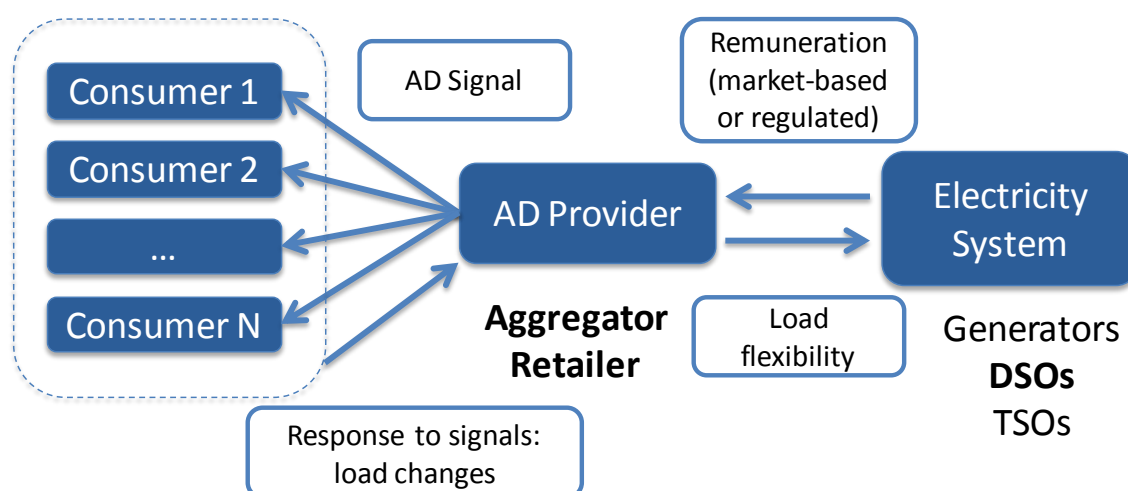 Consumer 1
Consumer 2
...
Consumer N
AD Signal
Response to signals:
load changes
AD Provider
Aggregator
Retailer
Remuneration
(market-based
or regulated)
Load
flexibility
Electricity
System
Generators
DSOs
TSOs